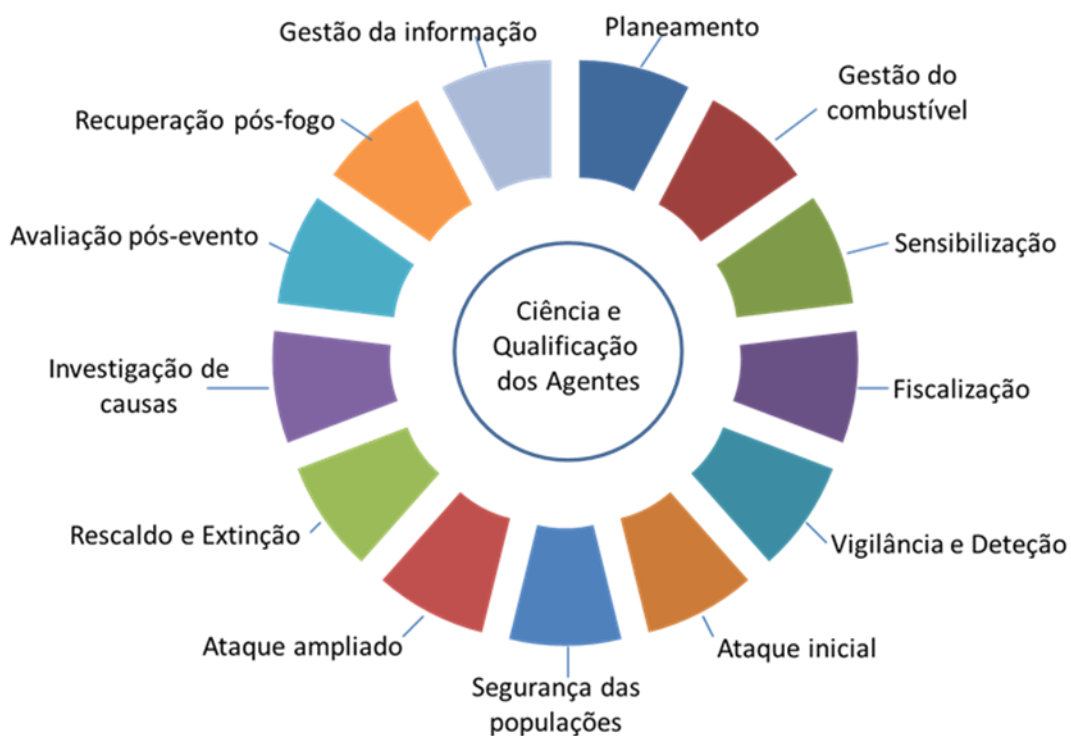 Gestão da informação
Planeamento
Gestão do
combustível
Recuperação pós-fogo
Avaliação pós-evento
Sensibilização
Ciência e
Qualificação
dos Agentes
Investigação de
causas
Fiscalização
Rescaldo e Extinção
Vigilância e Deteção
Ataque ampliado
Ataque inicial
Segurança das
populações